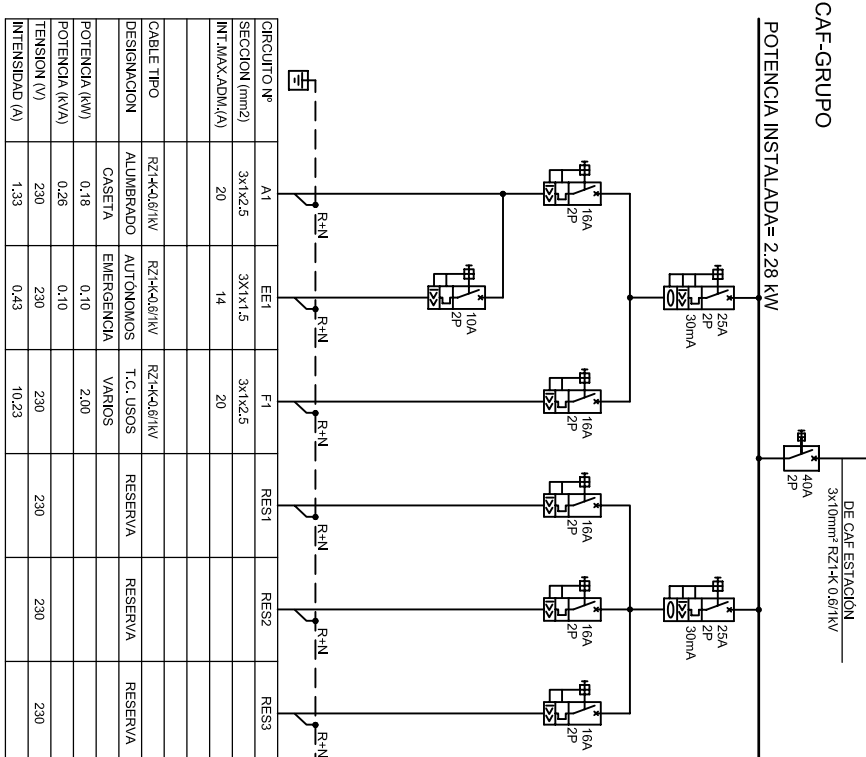 CAF-GRUPO
POTENCIA INSTALADA= 2.28 kW
DE CAF ESTACIÓN
3x10mm² RZ1-K 0.6/1kV
40A
2P
25A
2P
30mA
25A
2P
30mA
16A
2P
16A
2P
16A
2P
16A
2P
16A
2P
10A
2P
R+N
R+N
R+N
R+N
R+N
R+N
CIRCUITO Nº A1 EE1 F1 RES1 RES2 RES3
SECCION (mm2) 3x1x2.5 3X1x1.5 3x1x2.5
INT.MAX.ADM.(A) 20 14 20
CABLE TIPO RZ1-K-0.6/1kV RZ1-K-0.6/1kV RZ1-K-0.6/1kV
DESIGNACION ALUMBRADO AUTÓNOMOS T.C. USOS RESERVA RESERVA RESERVA
CASETA EMERGENCIA VARIOS
POTENCIA (kW) 0.18 0.10 2.00
POTENCIA (kVA) 0.26 0.10
TENSION (V) 230 230 230 230 230 230
INTENSIDAD (A) 1.33 0.43 10.23